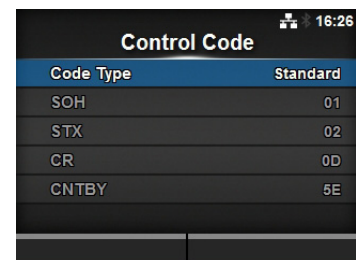 16:26
Control Code
Code Type Standard
SOH 01
STX 02
CR 0D
CNTBY 5E